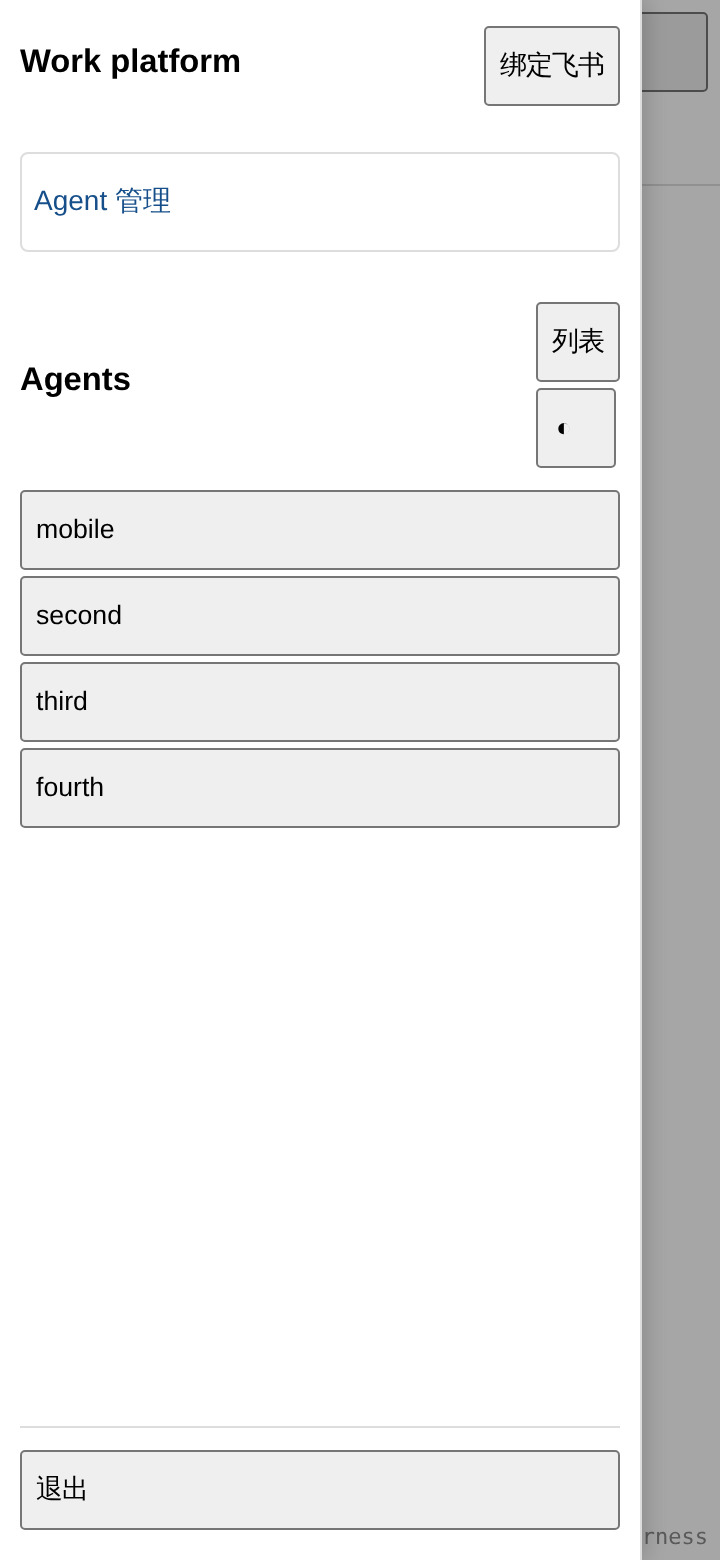 Work platform
绑定飞书
Agent 管理
Agents
列表
mobile
second
third
fourth
退出
rness